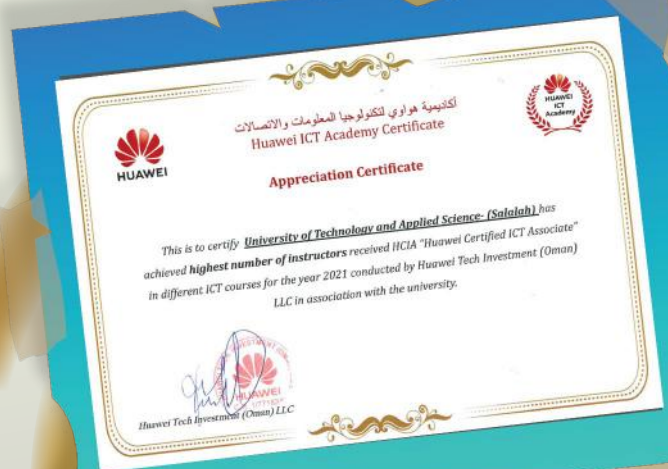 أكاديمية هواوي لتكنولوجيا المعلومات والاتصالات
Huawei ICT Academy Certificate
HUAWEI
HUAWEI
ICT
Academy
Appreciation Certificate
This is to certify University of Technology and Applied Science- (Salalah) has
achieved highest number of instructors received HCIA "Huawei Certified ICT Associate"
in different ICT courses for the year 2021 conducted by Huawei Tech Investment (Oman)
LLC in association with the university.
HUAWEI
Huawei Tech Investment (Oman) LLC